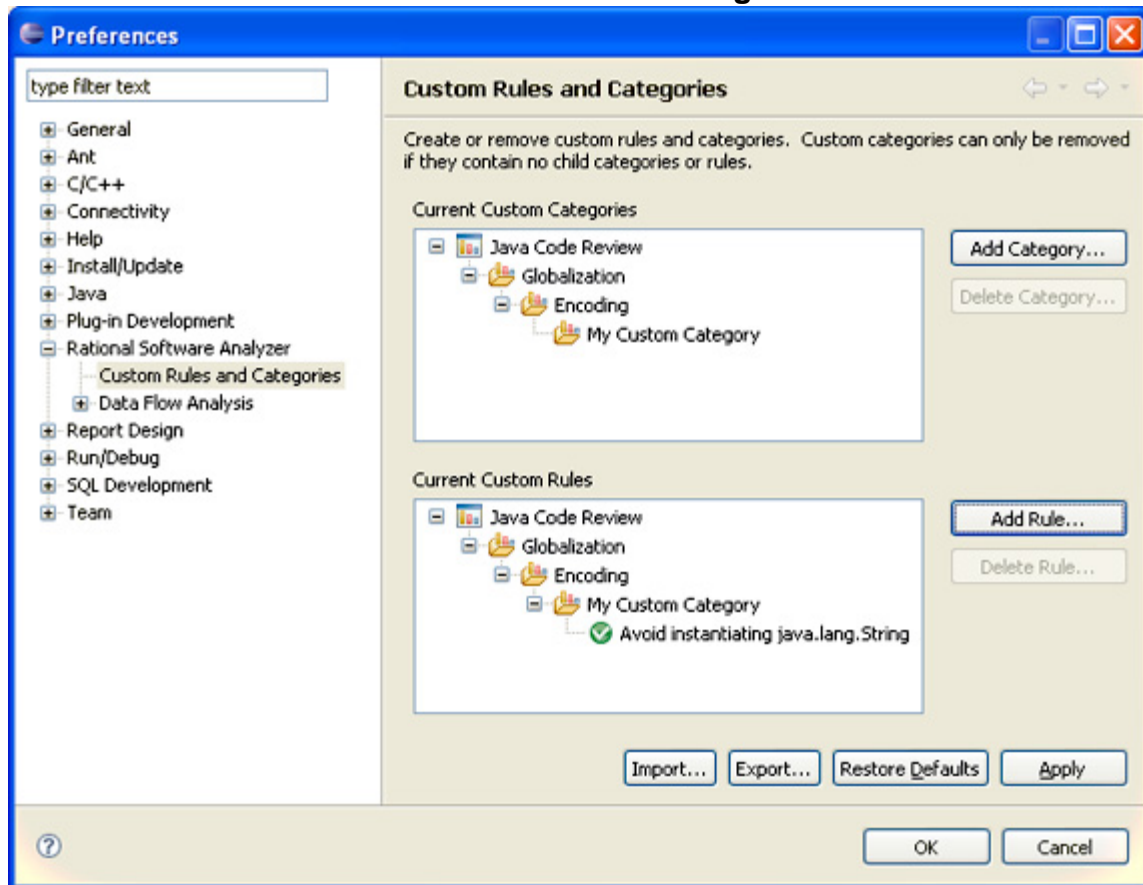 Preferences
type filter text
General
Ant
C/C++
Connectivity
Help
Install/Update
Java
Plug-in Development
Rational Software Analyzer
Custom Rules and Categories
Data Flow Analysis
Report Design
Run/Debug
SQL Development
Team
Custom Rules and Categories
Create or remove custom rules and categories. Custom categories can only be removed
if they contain no child categories or rules.
Current Custom Categories
Java Code Review
Globalization
Encoding
My Custom Category
Add Category...
Delete Category...
Current Custom Rules
Java Code Review
Globalization
Encoding
My Custom Category
Avoid instantiating java.lang.String
Add Rule...
Delete Rule...
Import...
Export...
Restore Defaults
Apply
OK
Cancel